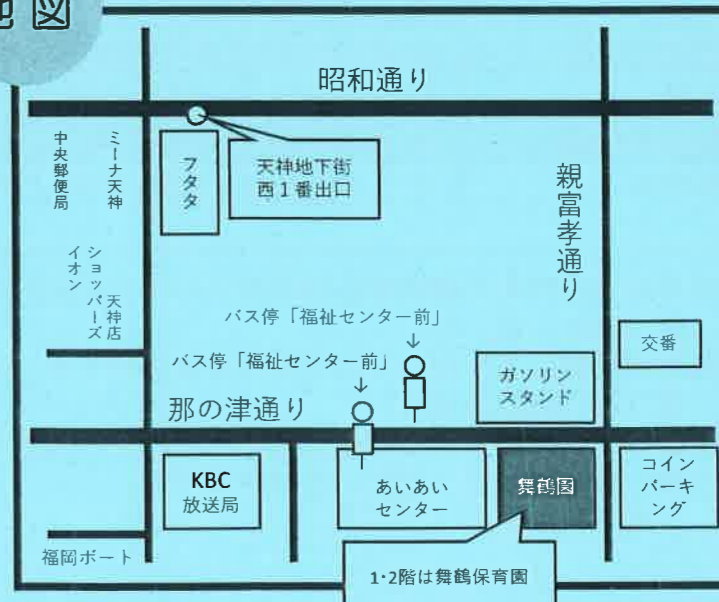 地図
昭和通り
中央郵便局
ミーナ天神
フタタ
天神地下街
西1番出口
親富孝通り
イオン
ショッパーズ
天神店
バス停「福祉センター前」
↓
バス停「福祉センター前」
↓
那の津通り
ガソリン
スタンド
交番
KBC
放送局
あいあい
センター
舞鶴園
コイン
パーキ
ング
福岡ボート
1・2階は舞鶴保育園